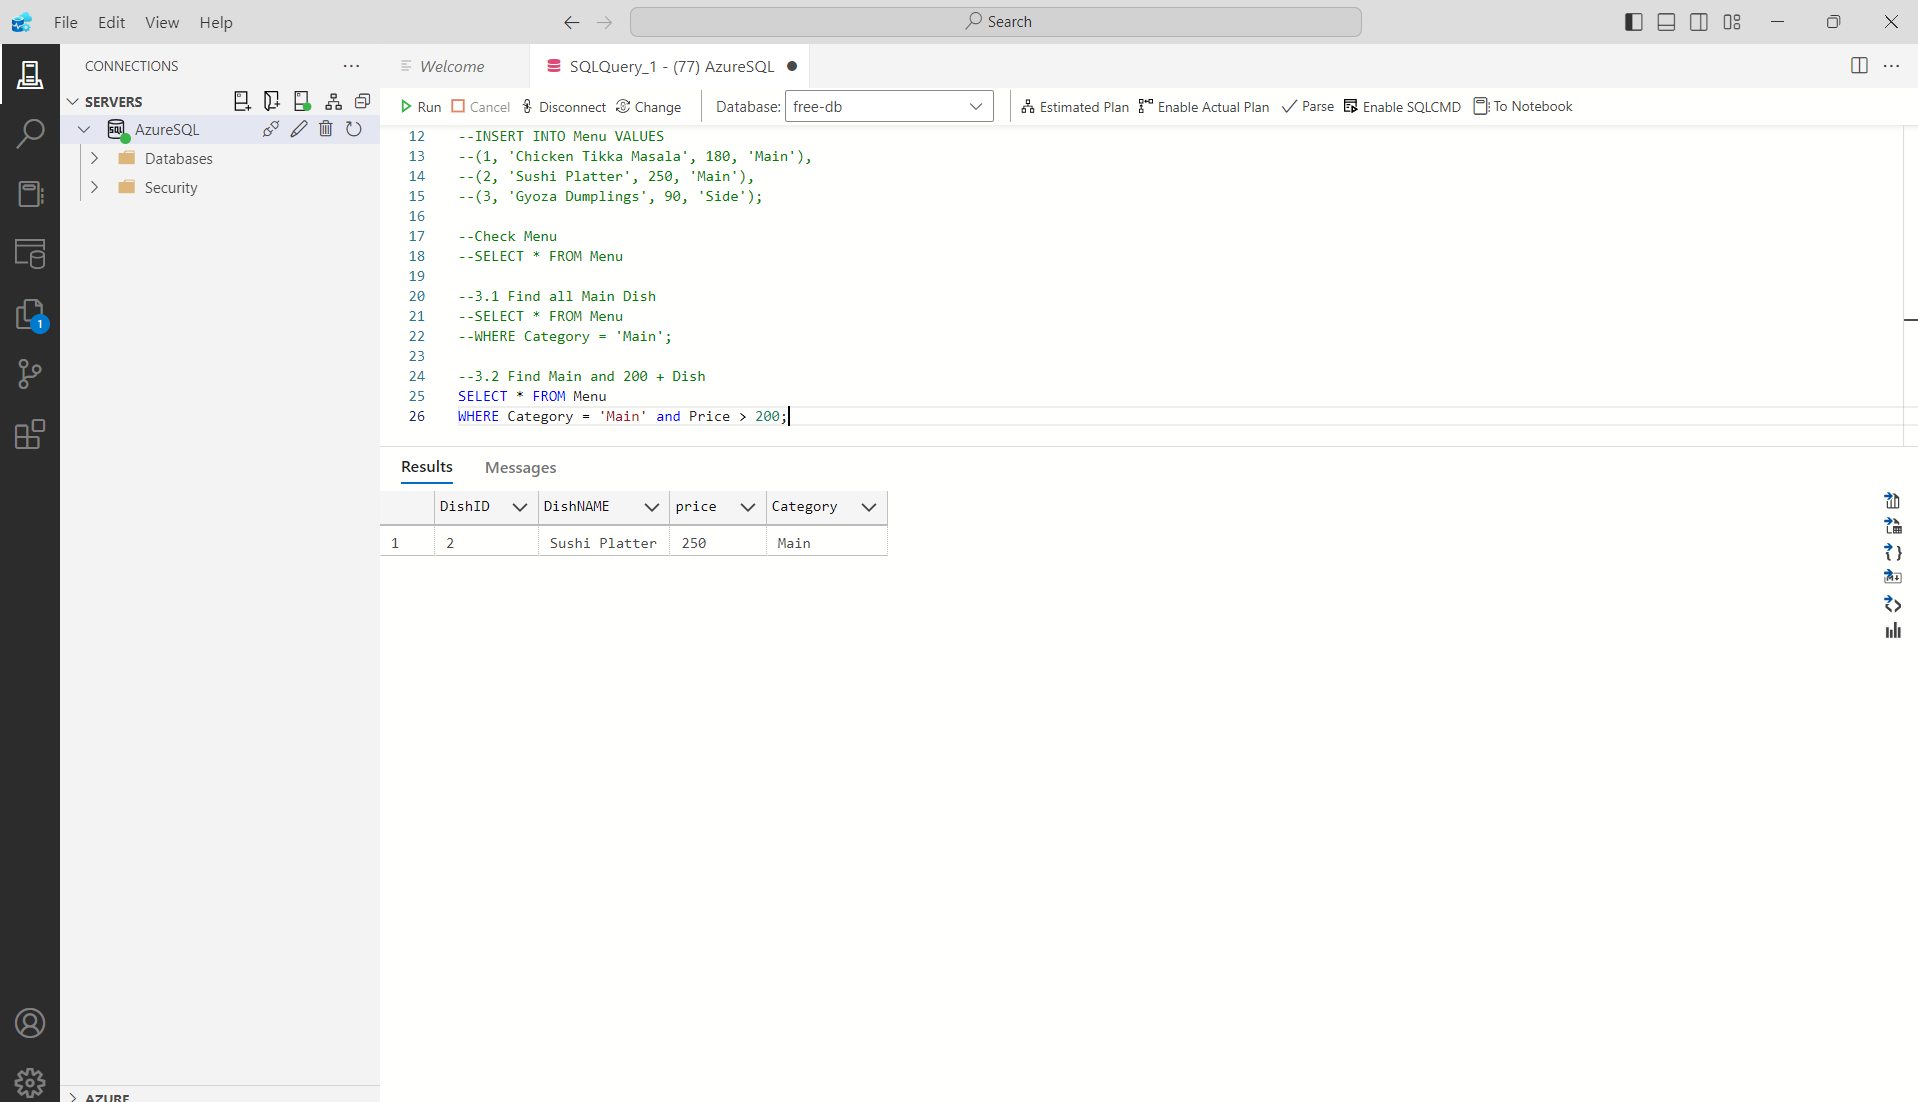 File Edit View Help Search
CONNECTIONS
Welcome SQLQuery_1 - (77) AzureSQL
SERVERS
AzureSQL
Databases
Security
1
AZURE
Run Cancel Disconnect Change Database: free-db Estimated Plan Enable Actual Plan Parse Enable SQLCMD To Notebook
12 --INSERT INTO Menu VALUES
13 --(1, 'Chicken Tikka Masala', 180, 'Main'),
14 --(2, 'Sushi Platter', 250, 'Main'),
15 --(3, 'Gyoza Dumplings', 90, 'Side');
16
17 --Check Menu
18 --SELECT * FROM Menu
19
20 --3.1 Find all Main Dish
21 --SELECT * FROM Menu
22 --WHERE Category = 'Main';
23
24 --3.2 Find Main and 200 + Dish
25 SELECT * FROM Menu
26 WHERE Category = 'Main' and Price > 200;
Results Messages
DishID DishNAME price Category
1 2 Sushi Platter 250 Main